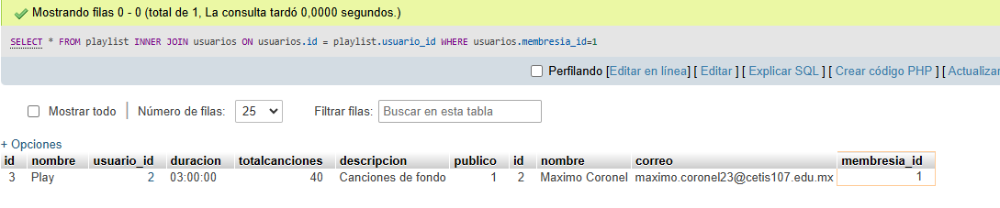 Mostrando filas 0 - 0 (total de 1, La consulta tardó 0,0000 segundos.)
SELECT * FROM playlist INNER JOIN usuarios ON usuarios.id = playlist.usuario_id WHERE usuarios.membresia_id=1
Perfilando [Editar en línea] [ Editar ] [ Explicar SQL ] [ Crear código PHP ] [ Actualizar
Mostrar todo | Número de filas: 25 Filtrar filas: Buscar en esta tabla
+ Opciones
id nombre usuario_id duracion totalcanciones descripcion publico id nombre correo membresia_id
3 Play 2 03:00:00 40 Canciones de fondo 1 2 Maximo Coronel maximo.coronel23@cetis107.edu.mx 1